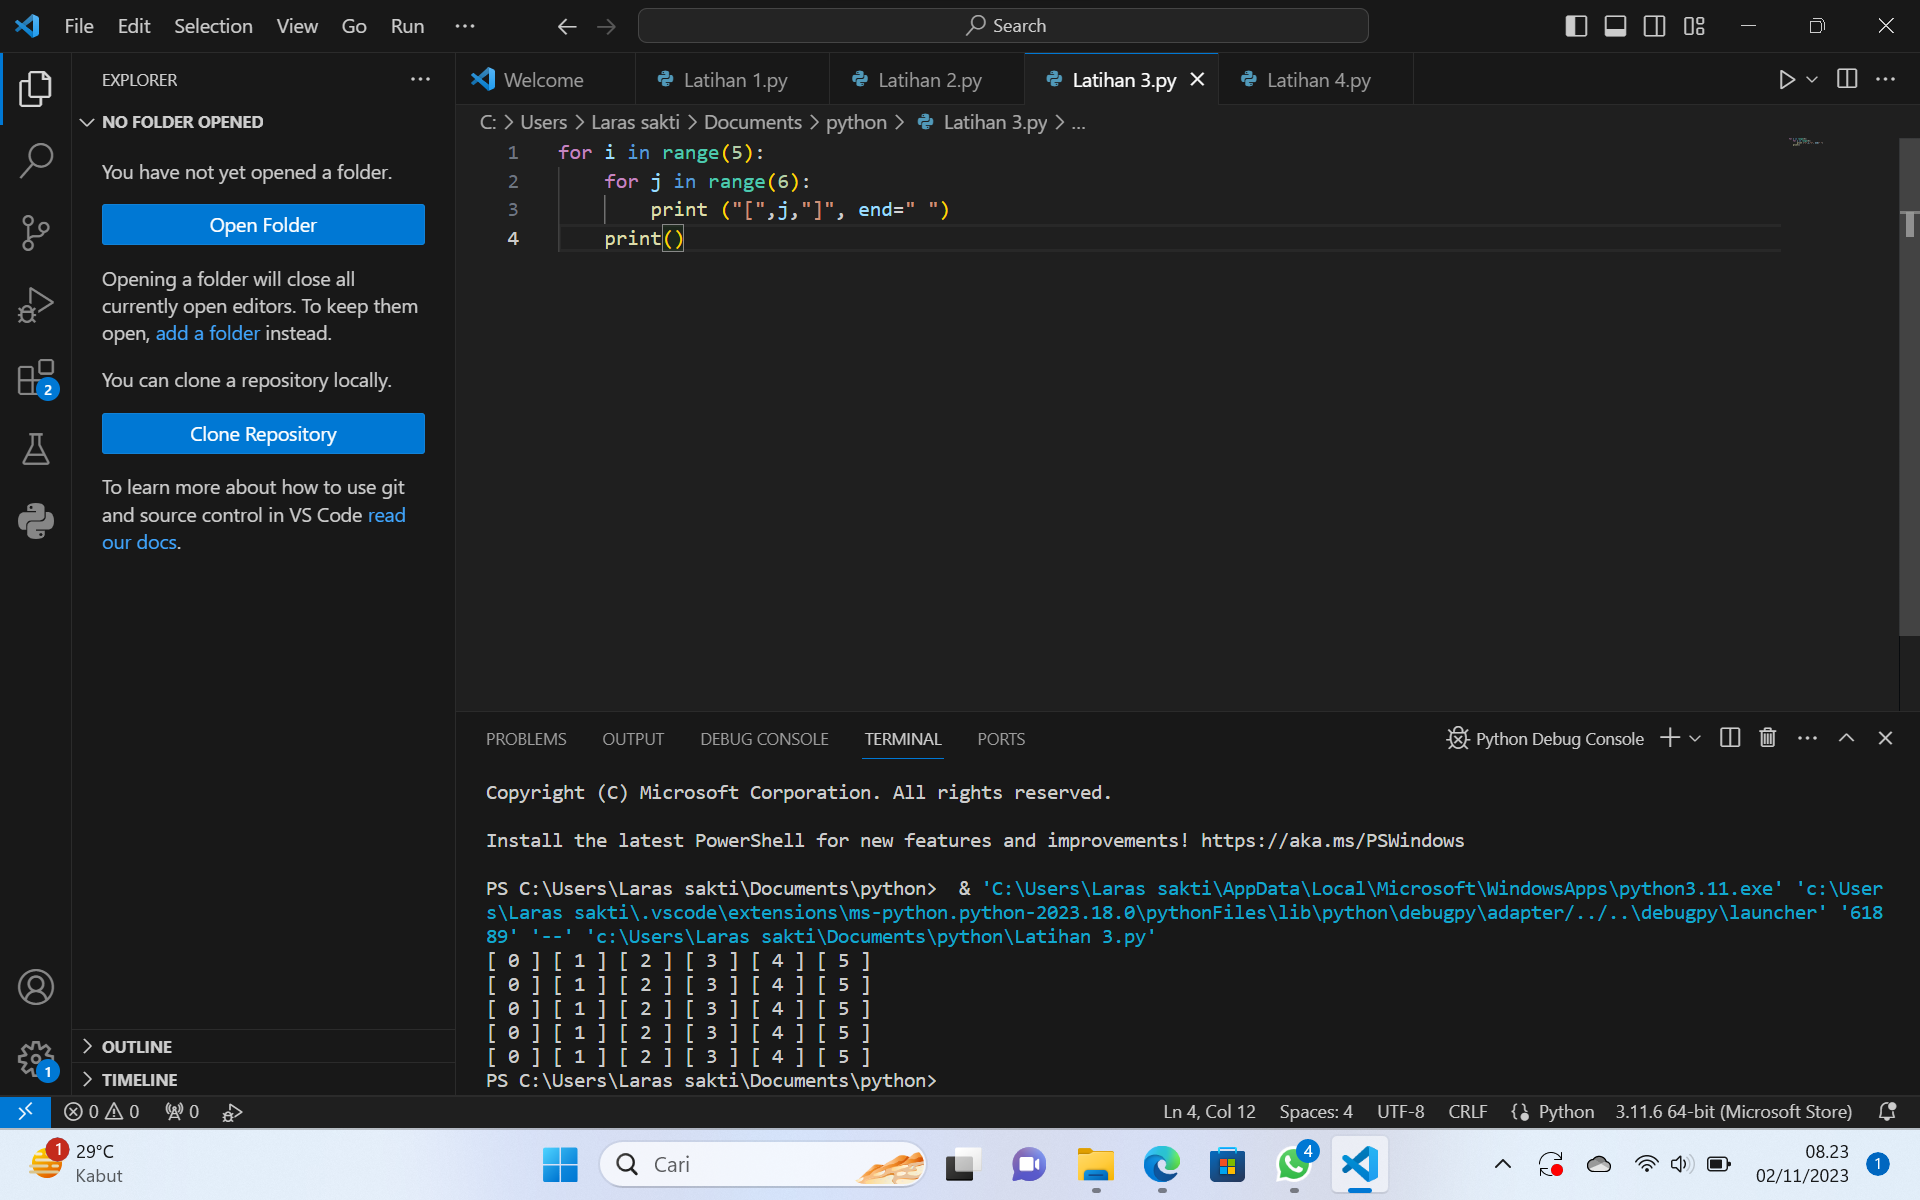 File Edit Selection View Go Run ···
Search
EXPLORER ···
Welcome
Latihan 1.py
Latihan 2.py
Latihan 3.py
Latihan 4.py
NO FOLDER OPENED
You have not yet opened a folder.
Open Folder
Opening a folder will close all
currently open editors. To keep them
open, add a folder instead.
You can clone a repository locally.
Clone Repository
To learn more about how to use git
and source control in VS Code read
our docs.
2
OUTLINE
TIMELINE
1
C: > Users > Laras sakti > Documents > python > Latihan 3.py > ...
1 for i in range(5):
2     for j in range(6):
3         print ("[",j,"]", end=" ")
4     print()
PROBLEMS OUTPUT DEBUG CONSOLE TERMINAL PORTS
Python Debug Console
Copyright (C) Microsoft Corporation. All rights reserved.
Install the latest PowerShell for new features and improvements! https://aka.ms/PSWindows
PS C:\Users\Laras sakti\Documents\python>  & 'C:\Users\Laras sakti\AppData\Local\Microsoft\WindowsApps\python3.11.exe' 'c:\User
s\Laras sakti\.vscode\extensions\ms-python.python-2023.18.0\pythonFiles\lib\python\debugpy\adapter/../..\debugpy\launcher' '618
89' '--' 'c:\Users\Laras sakti\Documents\python\Latihan 3.py'
[ 0 ] [ 1 ] [ 2 ] [ 3 ] [ 4 ] [ 5 ]
[ 0 ] [ 1 ] [ 2 ] [ 3 ] [ 4 ] [ 5 ]
[ 0 ] [ 1 ] [ 2 ] [ 3 ] [ 4 ] [ 5 ]
[ 0 ] [ 1 ] [ 2 ] [ 3 ] [ 4 ] [ 5 ]
[ 0 ] [ 1 ] [ 2 ] [ 3 ] [ 4 ] [ 5 ]
PS C:\Users\Laras sakti\Documents\python>
0 0 0
Ln 4, Col 12 Spaces: 4 UTF-8 CRLF {} Python 3.11.6 64-bit (Microsoft Store)
1
29°C
Kabut
Cari
4
08.23
02/11/2023
1